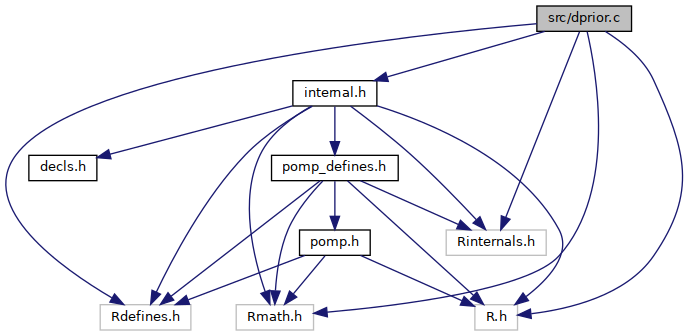 src/dprior.c
internal.h
decls.h
pomp_defines.h
pomp.h
Rinternals.h
Rdefines.h
Rmath.h
R.h